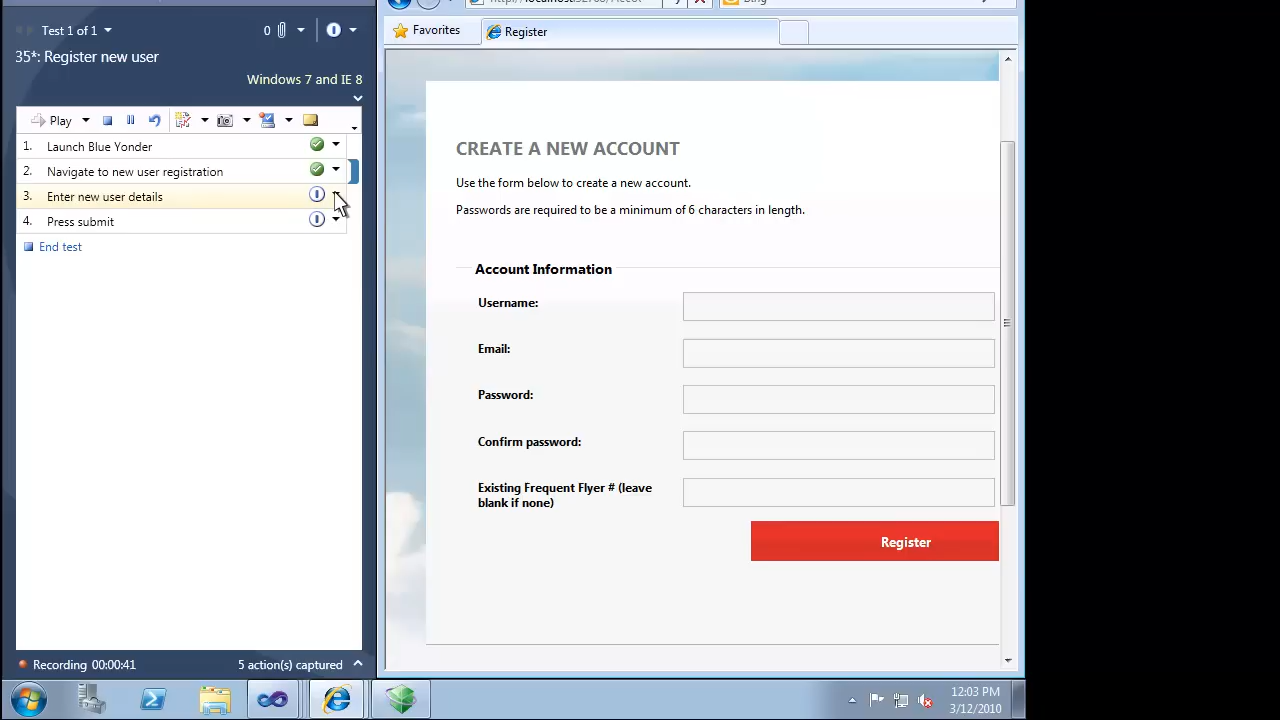 Test 1 of 1
0
35*: Register new user
Windows 7 and IE 8
Play
1. Launch Blue Yonder
2. Navigate to new user registration
3. Enter new user details
4. Press submit
End test
Recording 00:00:41
5 action(s) captured
Favorites
Register
CREATE A NEW ACCOUNT
Use the form below to create a new account.
Passwords are required to be a minimum of 6 characters in length.
Account Information
Username:
Email:
Password:
Confirm password:
Existing Frequent Flyer # (leave
blank if none)
Register
12:03 PM
3/12/2010